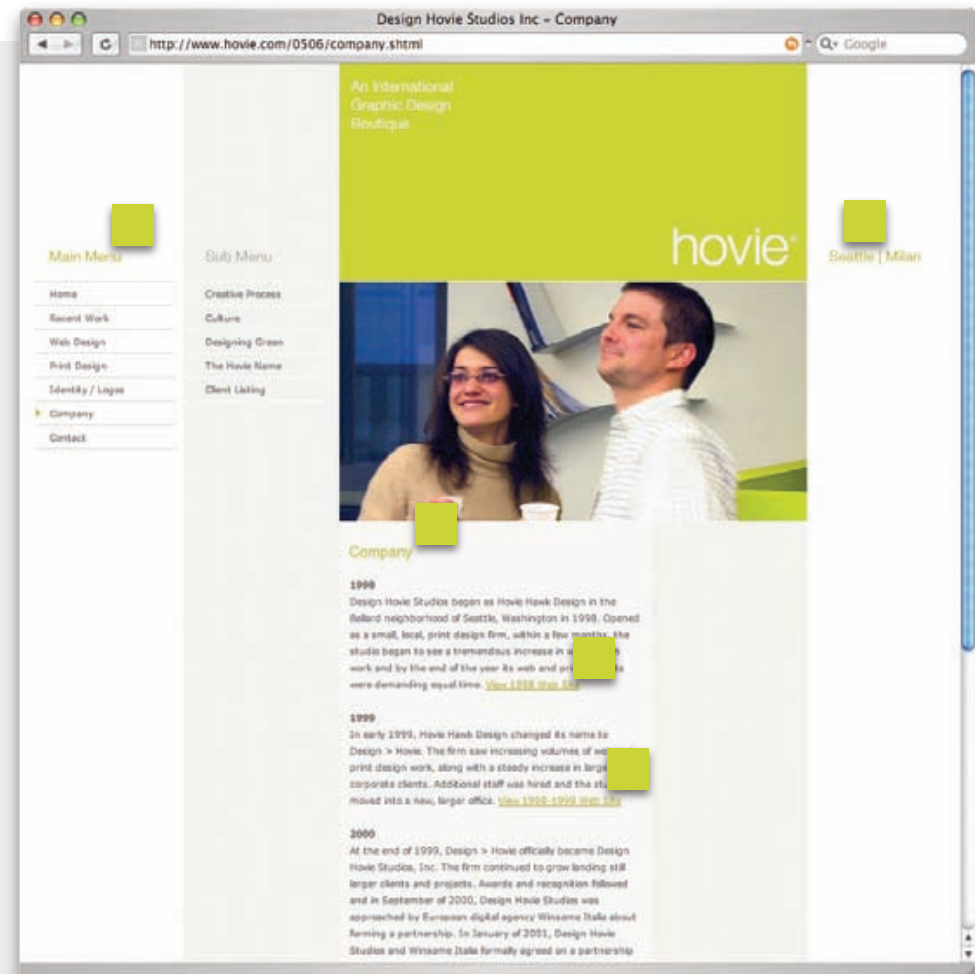 Design Hovie Studios Inc – Company
http://www.hovie.com/0506/company.shtml
Google
An International
Graphic Design
Boutique
hovie®
Main Menu
Sub Menu
Seattle | Milan
Home
Recent Work
Web Design
Print Design
Identity / Logos
Company
Contact
Creative Process
Culture
Designing Green
The Hovie Name
Client Listing
Company
1998
Design Hovie Studios began as Hovie Hawk Design in the
Ballard neighborhood of Seattle, Washington in 1998. Opened
as a small, local, print design firm, within a few months, the
studio began to see a tremendous increase in
work and by the end of the year its web and
were demanding equal time. View 1998 Web Site
1999
In early 1999, Hovie Hawk Design changed its name to
Design > Hovie. The firm saw increasing volumes of
print design work, along with a steady increase in
corporate clients. Additional staff was hired and the
moved into a new, larger office. View 1998-1999 Web Site
2000
At the end of 1999, Design > Hovie officially became Design
Hovie Studios, Inc. The firm continued to grow landing still
larger clients and projects. Awards and recognition followed
and in September of 2000, Design Hovie Studios was
approached by European digital agency Winsome Italia about
forming a partnership. In January of 2001, Design Hovie
Studios and Winsome Italia formally agreed on a partnership